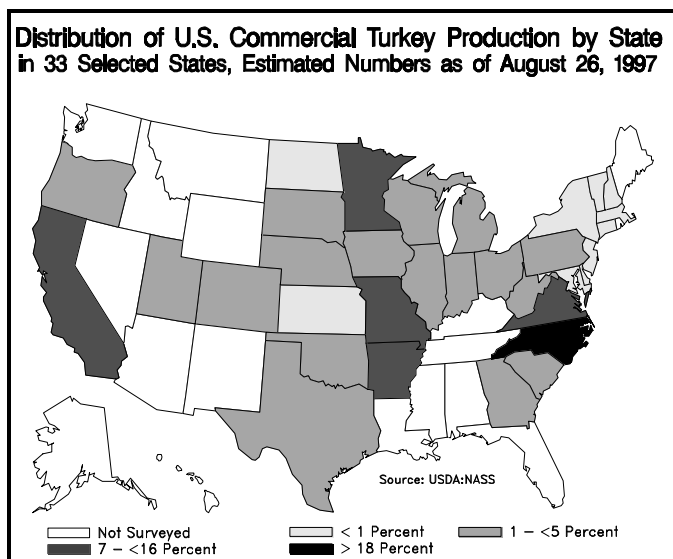 Distribution of U.S. Commercial Turkey Production by State
in 33 Selected States, Estimated Numbers as of August 26, 1997
Source: USDA:NASS
Not Surveyed
< 1 Percent
1 - <5 Percent
7 - <16 Percent
> 18 Percent